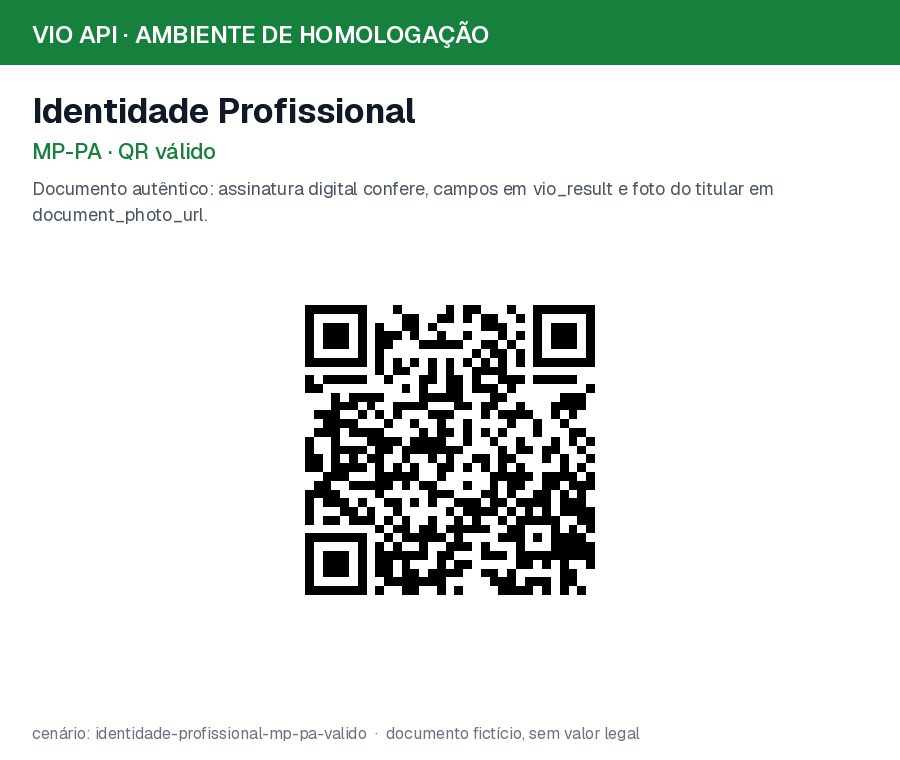 VIO API · AMBIENTE DE HOMOLOGAÇÃO
Identidade Profissional
MP-PA · QR válido
Documento autêntico: assinatura digital confere, campos em vio_result e foto do titular em
document_photo_url.
cenário: identidade-profissional-mp-pa-valido · documento fictício, sem valor legal